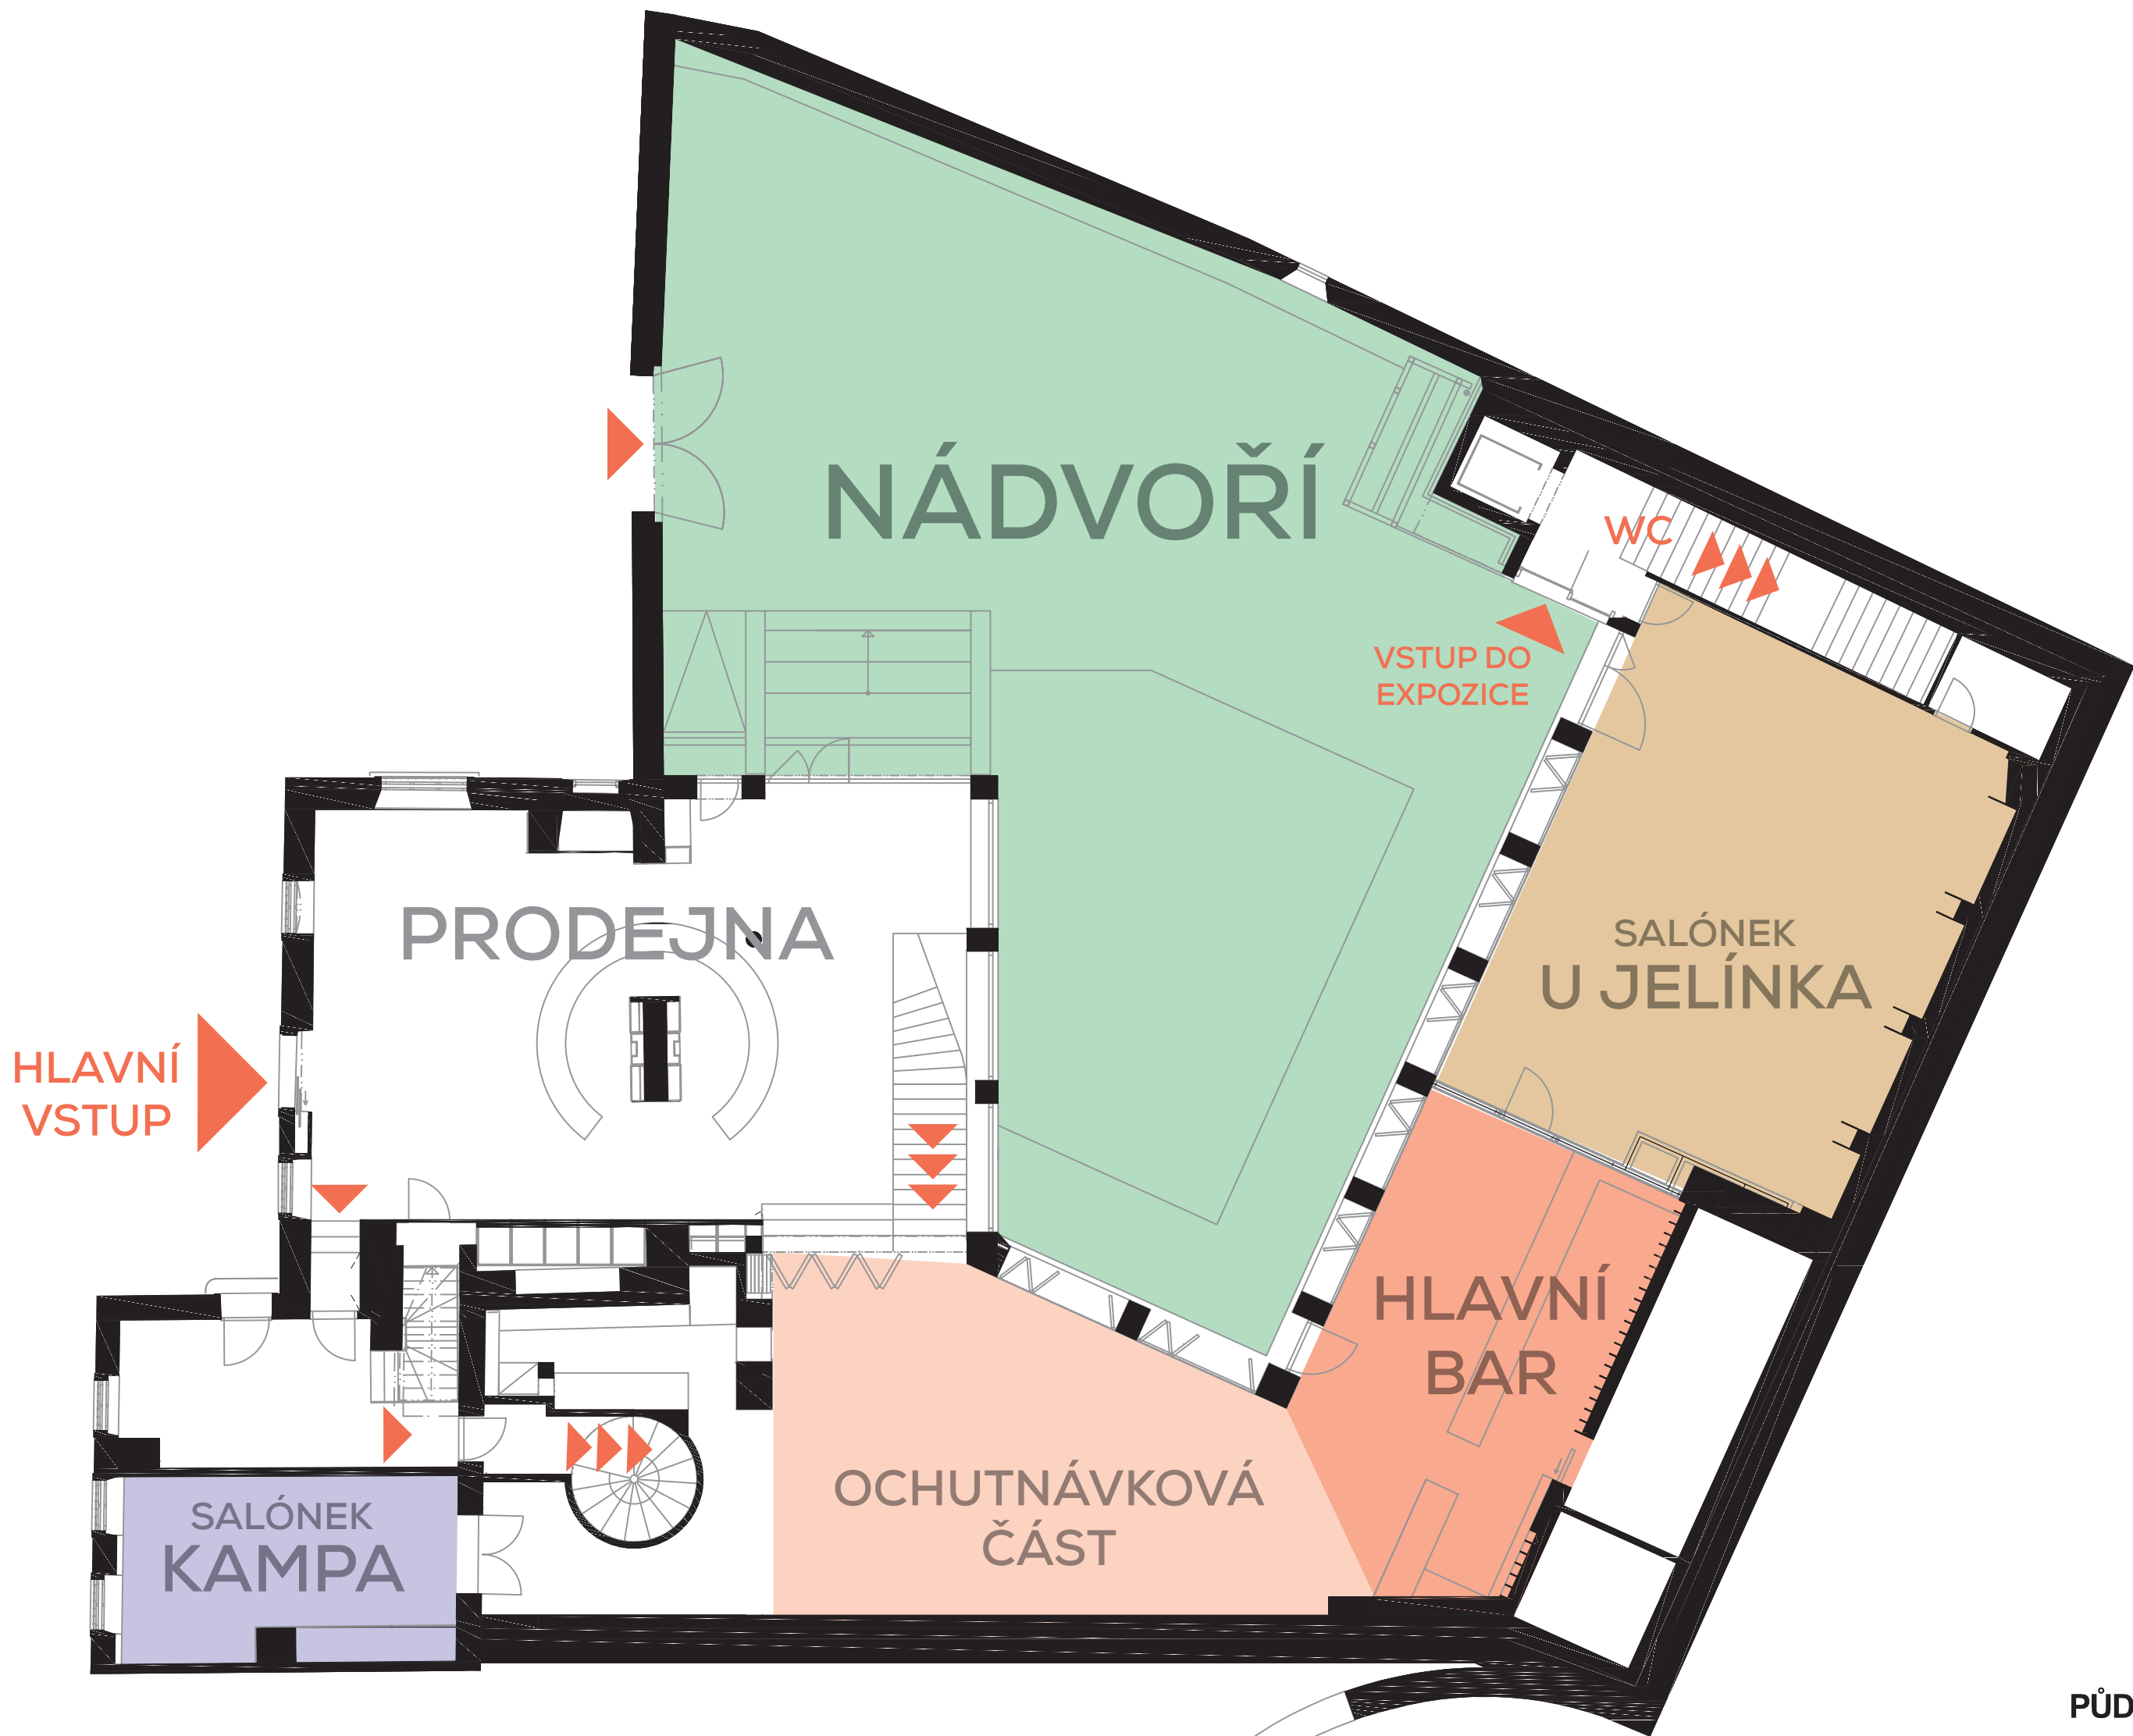 NÁDVOŘÍ
WC
VSTUP DO
EXPOZICE
PRODEJNA
SALÓNEK
U JELÍNKA
HLAVNÍ
VSTUP
HLAVNÍ
BAR
OCHUTNÁVKOVÁ
ČÁST
SALÓNEK
KAMPA
PŮD